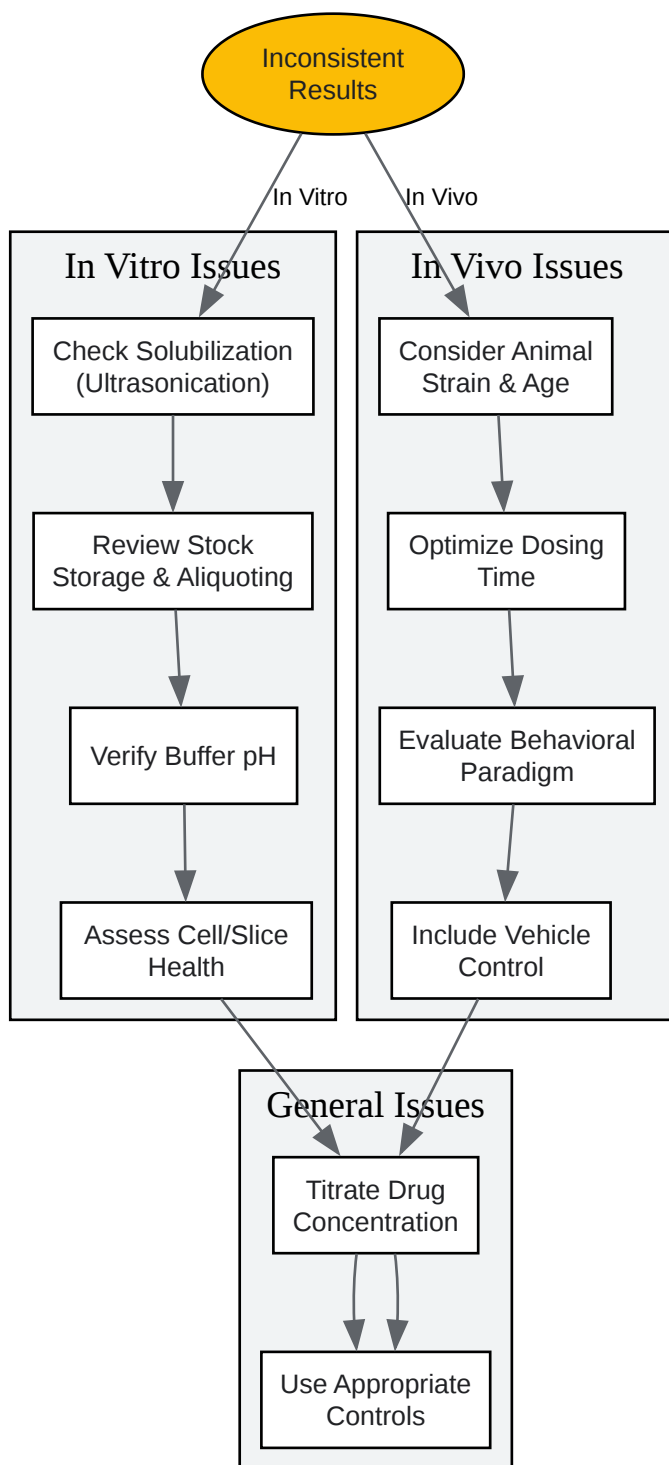 Inconsistent
Results
In Vitro
In Vivo
In Vitro Issues
Check Solubilization
(Ultrasonication)
Review Stock
Storage & Aliquoting
Verify Buffer pH
Assess Cell/Slice
Health
In Vivo Issues
Consider Animal
Strain & Age
Optimize Dosing
Time
Evaluate Behavioral
Paradigm
Include Vehicle
Control
General Issues
Titrate Drug
Concentration
Use Appropriate
Controls